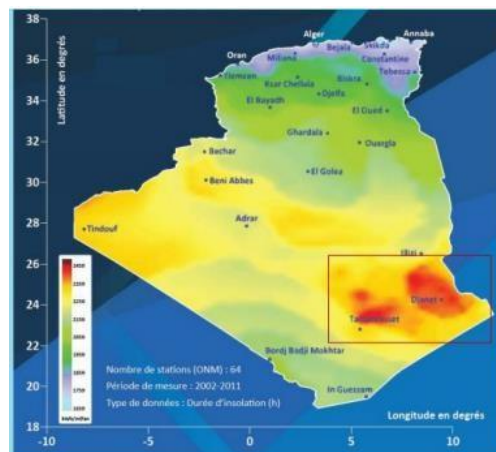 Latitude en degrés
38
36
34
32
30
28
26
24
22
20
18
Alger
Annaba
Oran
Miliana
Bejaia
Skikda
Constantine
Tlemcen
Ksar Chellala
Biskra
Tebessa
El Bayadh
Djelfa
El Oued
Ghardaia
Ouargla
Bechar
Beni Abbes
El Golea
Adrar
Tindouf
Illizi
Djanet
Tamanrasset
Bordj Badji Mokhtar
In Guessam
Nombre de stations (ONM) : 64
Période de mesure : 2002-2011
Type de données : Durée d'insolation (h)
Longitude en degrés
-10 -5 0 5 10